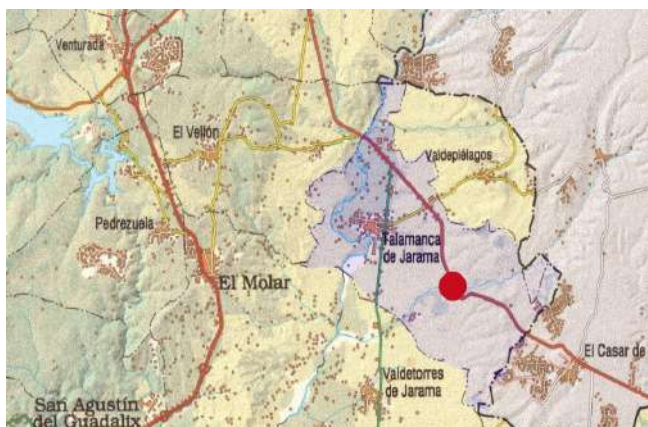 Venturada
El Vellón
Valdepiélagos
Pedrezuela
Talamanca
de Jarama
El Molar
El Casar de
Valdetorres
de Jarama
San Agustín
del Guadalix